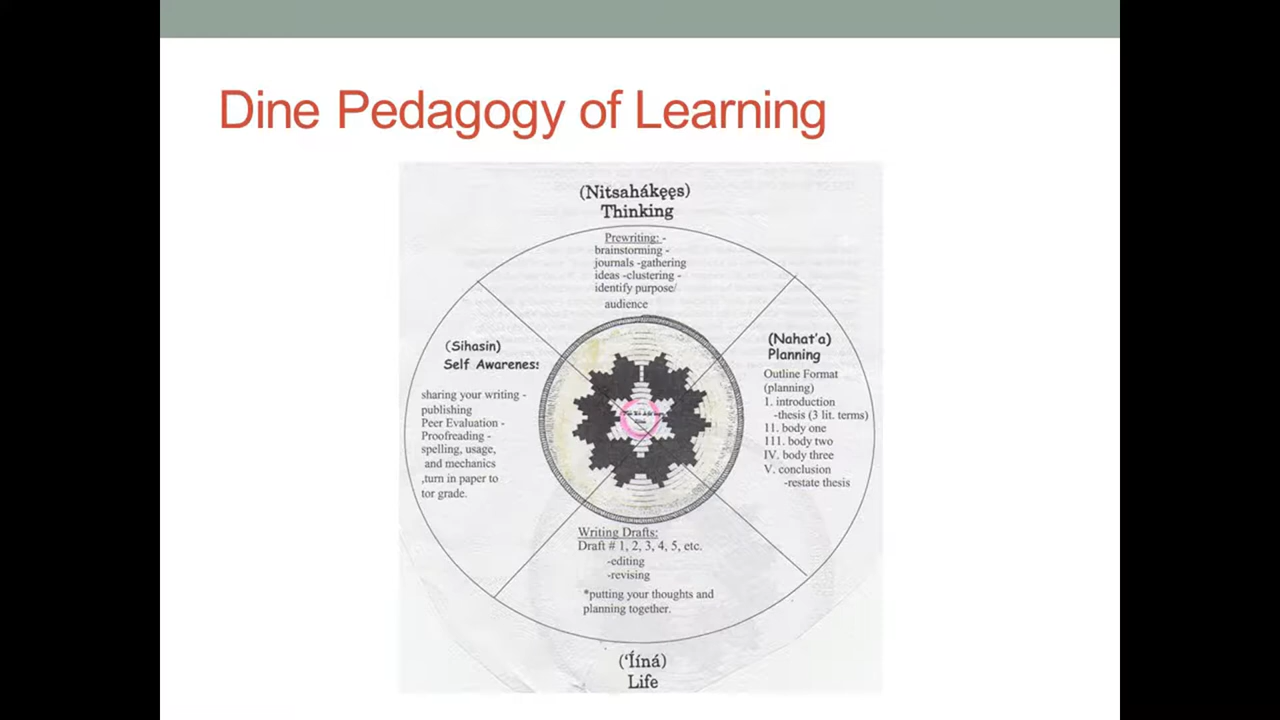 Dine Pedagogy of Learning
(Nitsahákęęs)
Thinking
Prewriting: -
brainstorming -
journals -gathering
ideas -clustering -
identify purpose/
audience
(Sihasin)
Self Awarenes:
sharing your writing -
publishing
Peer Evaluation -
Proofreading -
spelling, usage,
and mechanics
,turn in paper to
tor grade.
(Nahat'a)
Planning
Outline Format
(planning)
1. introduction
-thesis (3 lit. terms)
11. body one
111. body two
IV. body three
V. conclusion
-restate thesis
Writing Drafts:
Draft # 1, 2, 3, 4, 5, etc.
-editing
-revising
*putting your thoughts and
planning together.
(‘Ííná)
Life